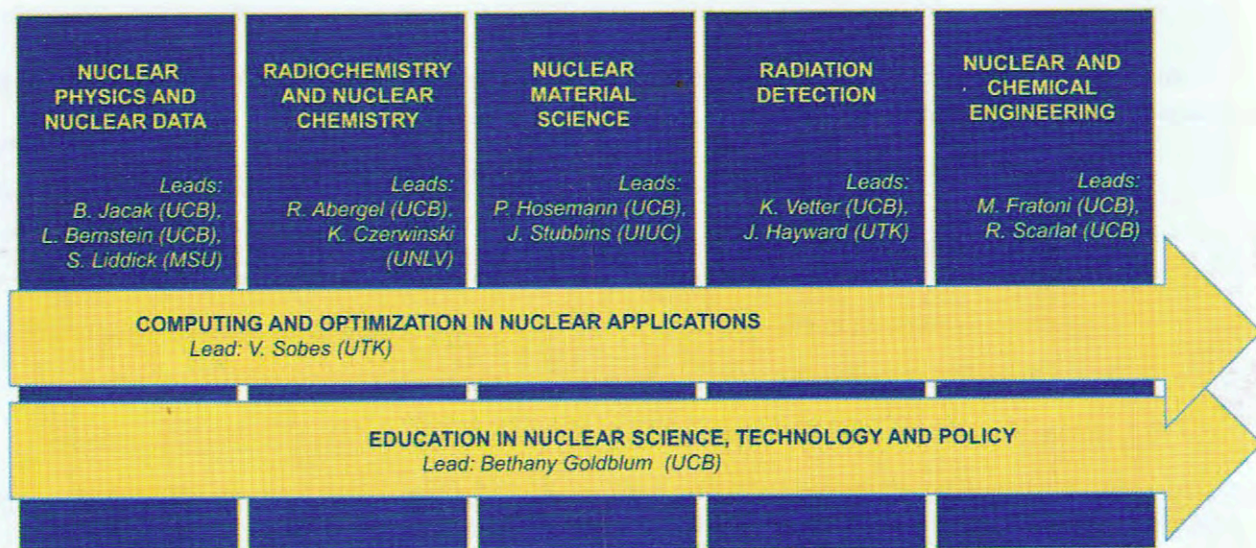 NUCLEAR
PHYSICS AND
NUCLEAR DATA
Leads:
B. Jacak (UCB),
L. Bernstein (UCB),
S. Liddick (MSU)
RADIOCHEMISTRY
AND NUCLEAR
CHEMISTRY
Leads:
R. Abergel (UCB),
K. Czerwinski
(UNLV)
NUCLEAR
MATERIAL
SCIENCE
Leads:
P. Hosemann (UCB),
J. Stubbins (UIUC)
RADIATION
DETECTION
Leads:
K. Vetter (UCB),
J. Hayward (UTK)
NUCLEAR AND
CHEMICAL
ENGINEERING
Leads:
M. Fratoni (UCB),
R. Scarlat (UCB)
COMPUTING AND OPTIMIZATION IN NUCLEAR APPLICATIONS
Lead: V. Sobes (UTK)
EDUCATION IN NUCLEAR SCIENCE, TECHNOLOGY AND POLICY
Lead: Bethany Goldblum (UCB)